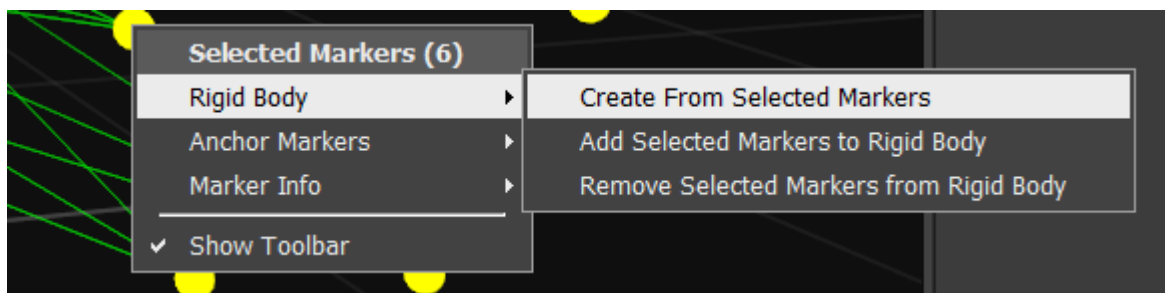 Selected Markers (6)
Rigid Body
Create From Selected Markers
Anchor Markers
Add Selected Markers to Rigid Body
Marker Info
Remove Selected Markers from Rigid Body
Show Toolbar